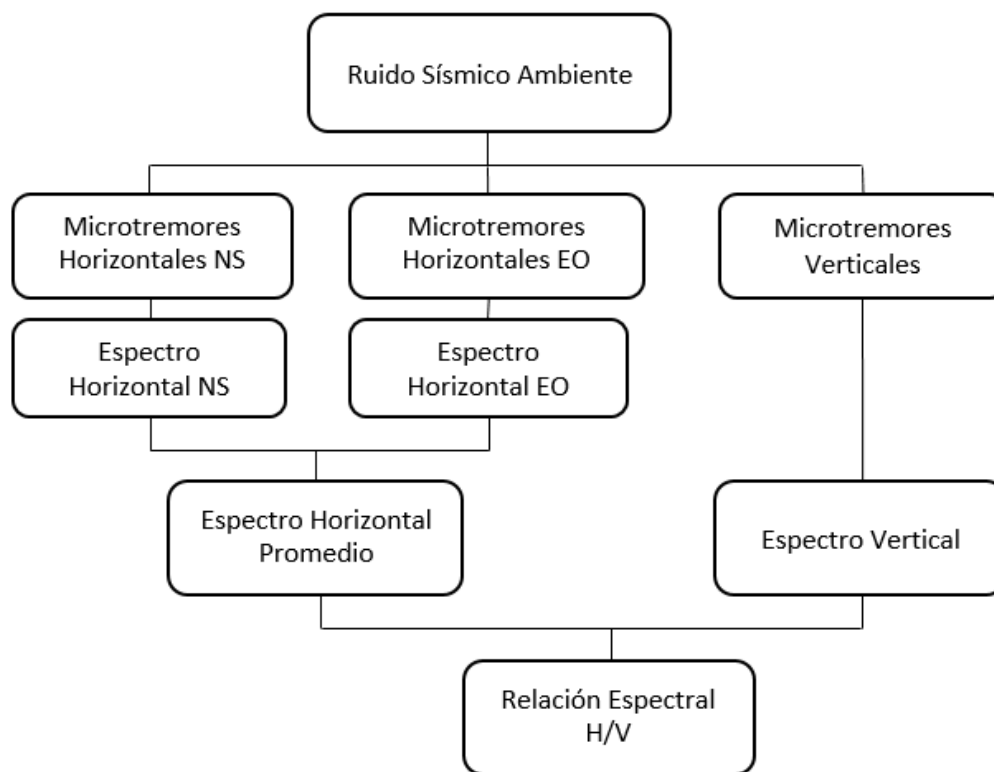 Ruido Sísmico Ambiente
Microtremores
Horizontales NS
Microtremores
Horizontales EO
Microtremores
Verticales
Espectro
Horizontal NS
Espectro
Horizontal EO
Espectro Horizontal
Promedio
Espectro Vertical
Relación Espectral
H/V